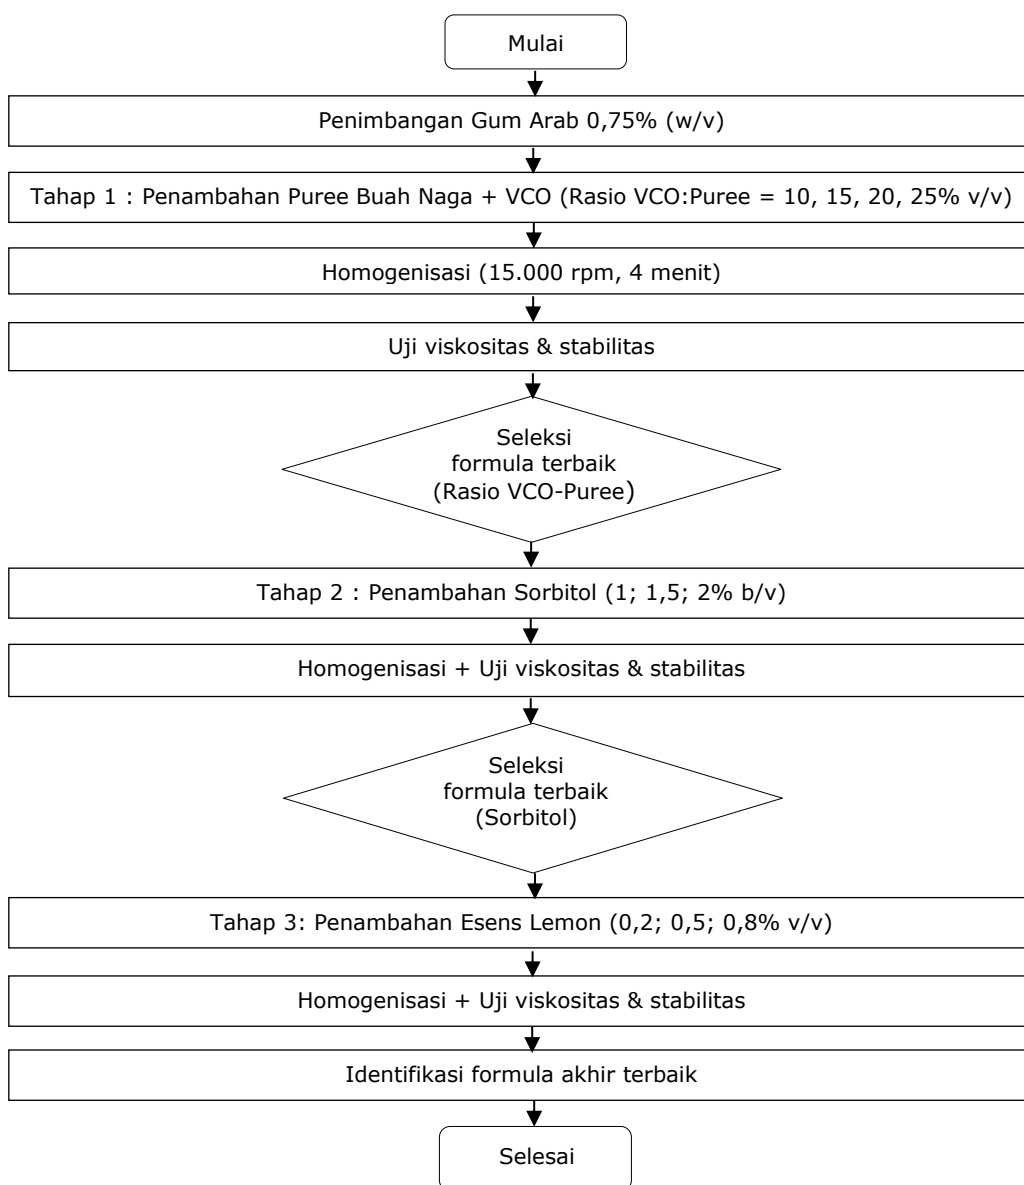 Mulai
Penimbangan Gum Arab 0,75% (w/v)
Tahap 1 : Penambahan Puree Buah Naga + VCO (Rasio VCO:Puree = 10, 15, 20, 25% v/v)
Homogenisasi (15.000 rpm, 4 menit)
Uji viskositas & stabilitas
Seleksi
formula terbaik
(Rasio VCO-Puree)
Tahap 2 : Penambahan Sorbitol (1; 1,5; 2% b/v)
Homogenisasi + Uji viskositas & stabilitas
Seleksi
formula terbaik
(Sorbitol)
Tahap 3: Penambahan Esens Lemon (0,2; 0,5; 0,8% v/v)
Homogenisasi + Uji viskositas & stabilitas
Identifikasi formula akhir terbaik
Selesai